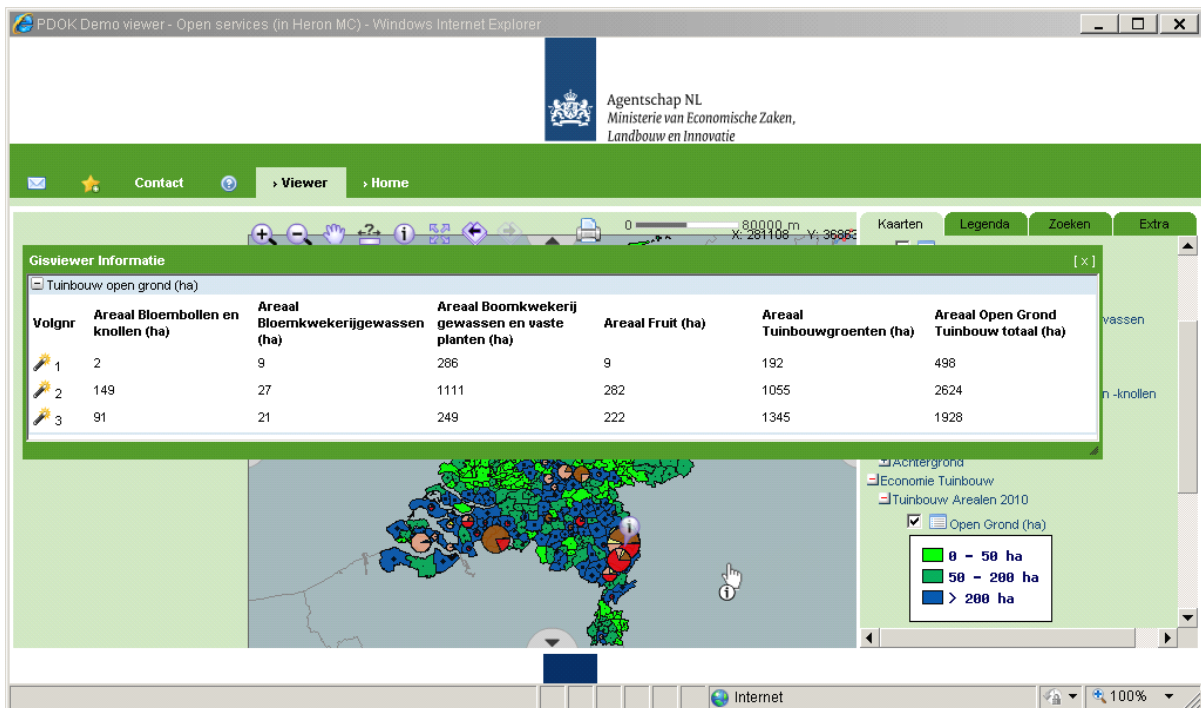 PDOK Demo viewer - Open services (in Heron MC) - Windows Internet Explorer
Agentschap NL
Ministerie van Economische Zaken,
Landbouw en Innovatie
Contact
› Viewer
› Home
0 80000 m
X: 281108
Kaarten
Legenda
Zoeken
Extra
Gisviewer Informatie
[ x ]
Tuinbouw open grond (ha)
Volgnr
Areaal Bloembollen en
knollen (ha)
Areaal
Bloemkwekerijgewassen
(ha)
Areaal Boomkwekerij
gewassen en vaste
planten (ha)
Areaal Fruit (ha)
Areaal
Tuinbouwgroenten (ha)
Areaal Open Grond
Tuinbouw totaal (ha)
1 2 9 286 9 192 498
2 149 27 1111 282 1055 2624
3 91 21 249 222 1345 1928
vassen
n -knollen
Achtergrond
Economie Tuinbouw
Tuinbouw Arealen 2010
Open Grond (ha)
0 - 50 ha
50 - 200 ha
> 200 ha
Internet
100%